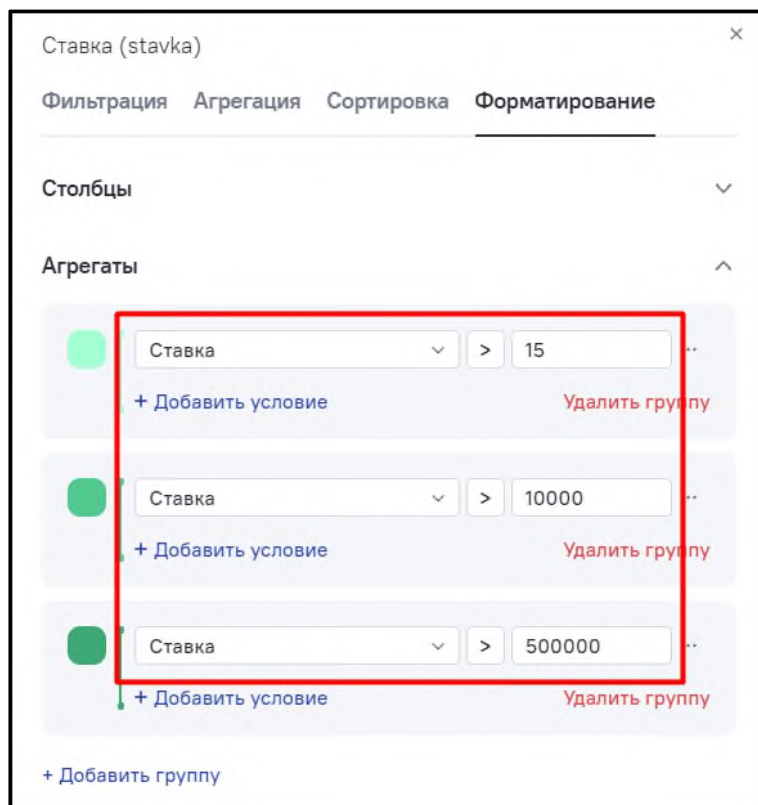 Ставка (stavka)
Фильтрация Агрегация Сортировка Форматирование
Столбцы
Агрегаты
Ставка > 15
+ Добавить условие Удалить группу
Ставка > 10000
+ Добавить условие Удалить группу
Ставка > 500000
+ Добавить условие Удалить группу
+ Добавить группу